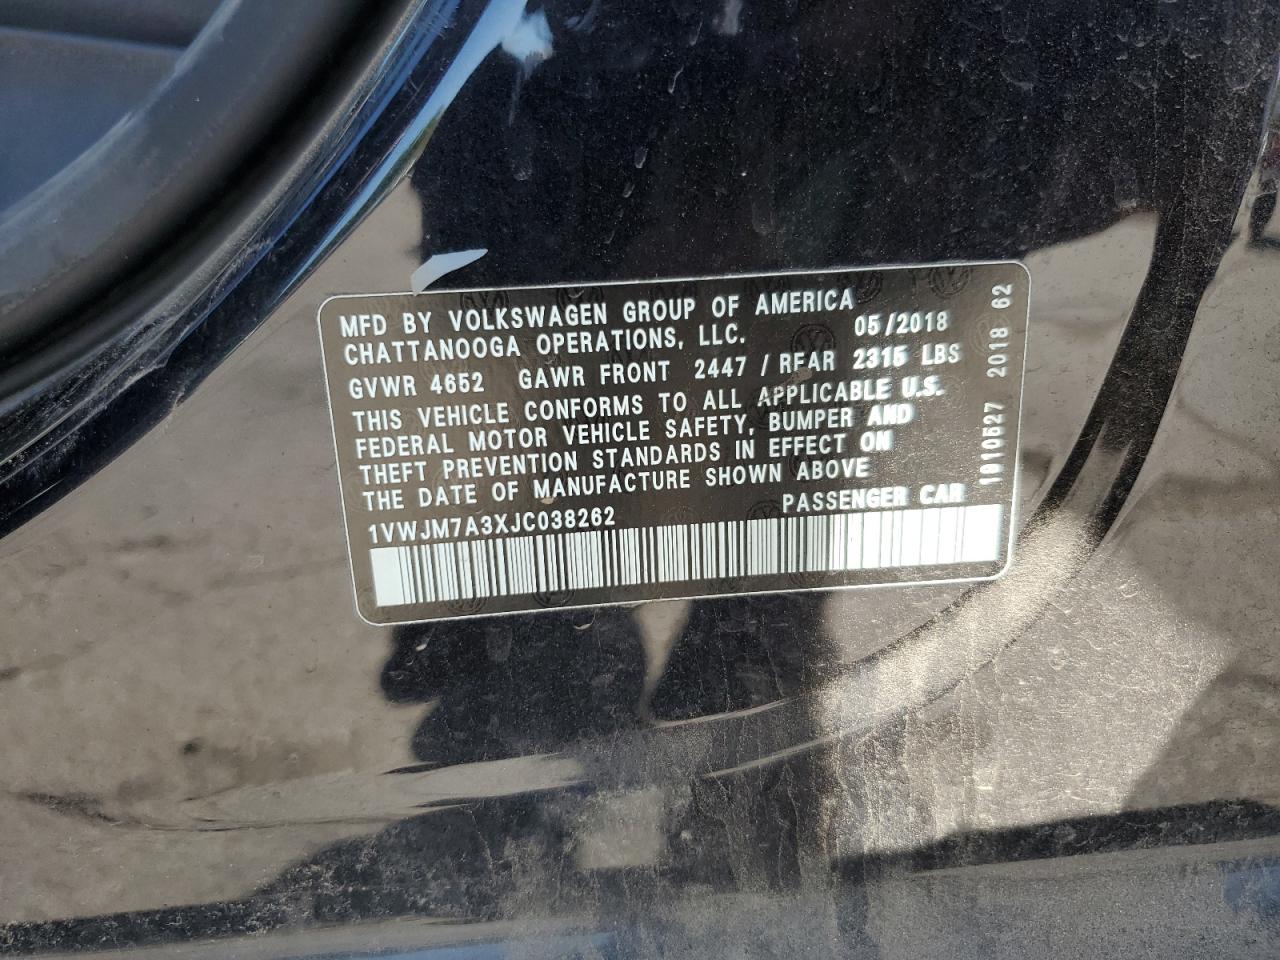 MFD BY VOLKSWAGEN GROUP OF AMERICA
CHATTANOOGA OPERATIONS, LLC. 05/2018
GVWR 4652 GAWR FRONT 2447 / RFAR 2315 LBS
THIS VEHICLE CONFORMS TO ALL APPLICABLE U.S.
FEDERAL MOTOR VEHICLE SAFETY, BUMPER AND
THEFT PREVENTION STANDARDS IN EFFECT ON
THE DATE OF MANUFACTURE SHOWN ABOVE
1VWJM7A3XJC038262 PASSENGER CAR
1910527 2018 62